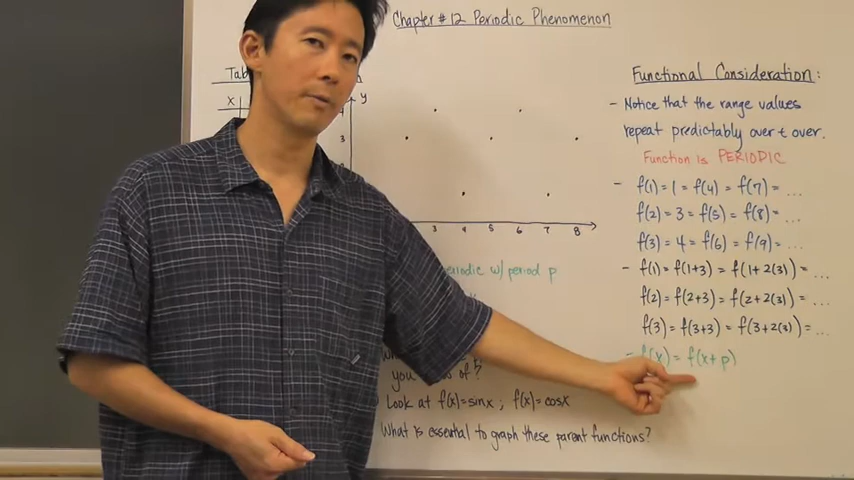 Chapter #12 Periodic Phenomenon
x
y
3
3 4 5 6 7 8
periodic w/ period p
you of?
Look at f(x)=sinx ; f(x)=cosx
What is essential to graph these parent functions?
Functional Consideration:
- Notice that the range values
repeat predictably over + over.
Function is PERIODIC
- f(1) = 1 = f(4) = f(7) = ...
f(2) = 3 = f(5) = f(8) = ...
f(3) = 4 = f(6) = f(9) = ...
- f(1) = f(1+3) = f(1+2(3)) = ...
f(2) = f(2+3) = f(2+2(3)) = ...
f(3) = f(3+3) = f(3+2(3)) = ...
- f(x) = f(x+p)